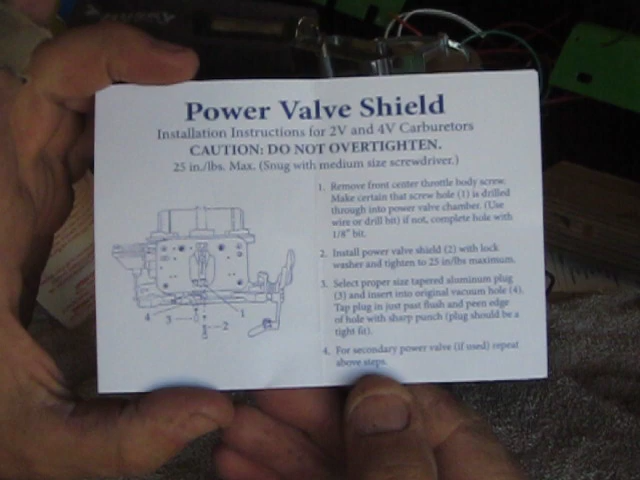 Power Valve Shield
Installation Instructions for 2V and 4V Carburetors
CAUTION: DO NOT OVERTIGHTEN.
25 in./lbs. Max. (Snug with medium size screwdriver.)
1. Remove front center throttle body screw.
Make certain that screw hole (1) is drilled
through into power valve chamber. (Use
wire or drill bit) if not, complete hole with
1/8" bit.
2. Install power valve shield (2) with lock
washer and tighten to 25 in/lbs maximum.
3. Select proper size tapered aluminum plug
(3) and insert into original vacuum hole (4).
Tap plug in just past flush and peen edge
of hole with sharp punch (plug should be a
tight fit).
4. For secondary power valve (if used) repeat
above steps.
4
3
2
1